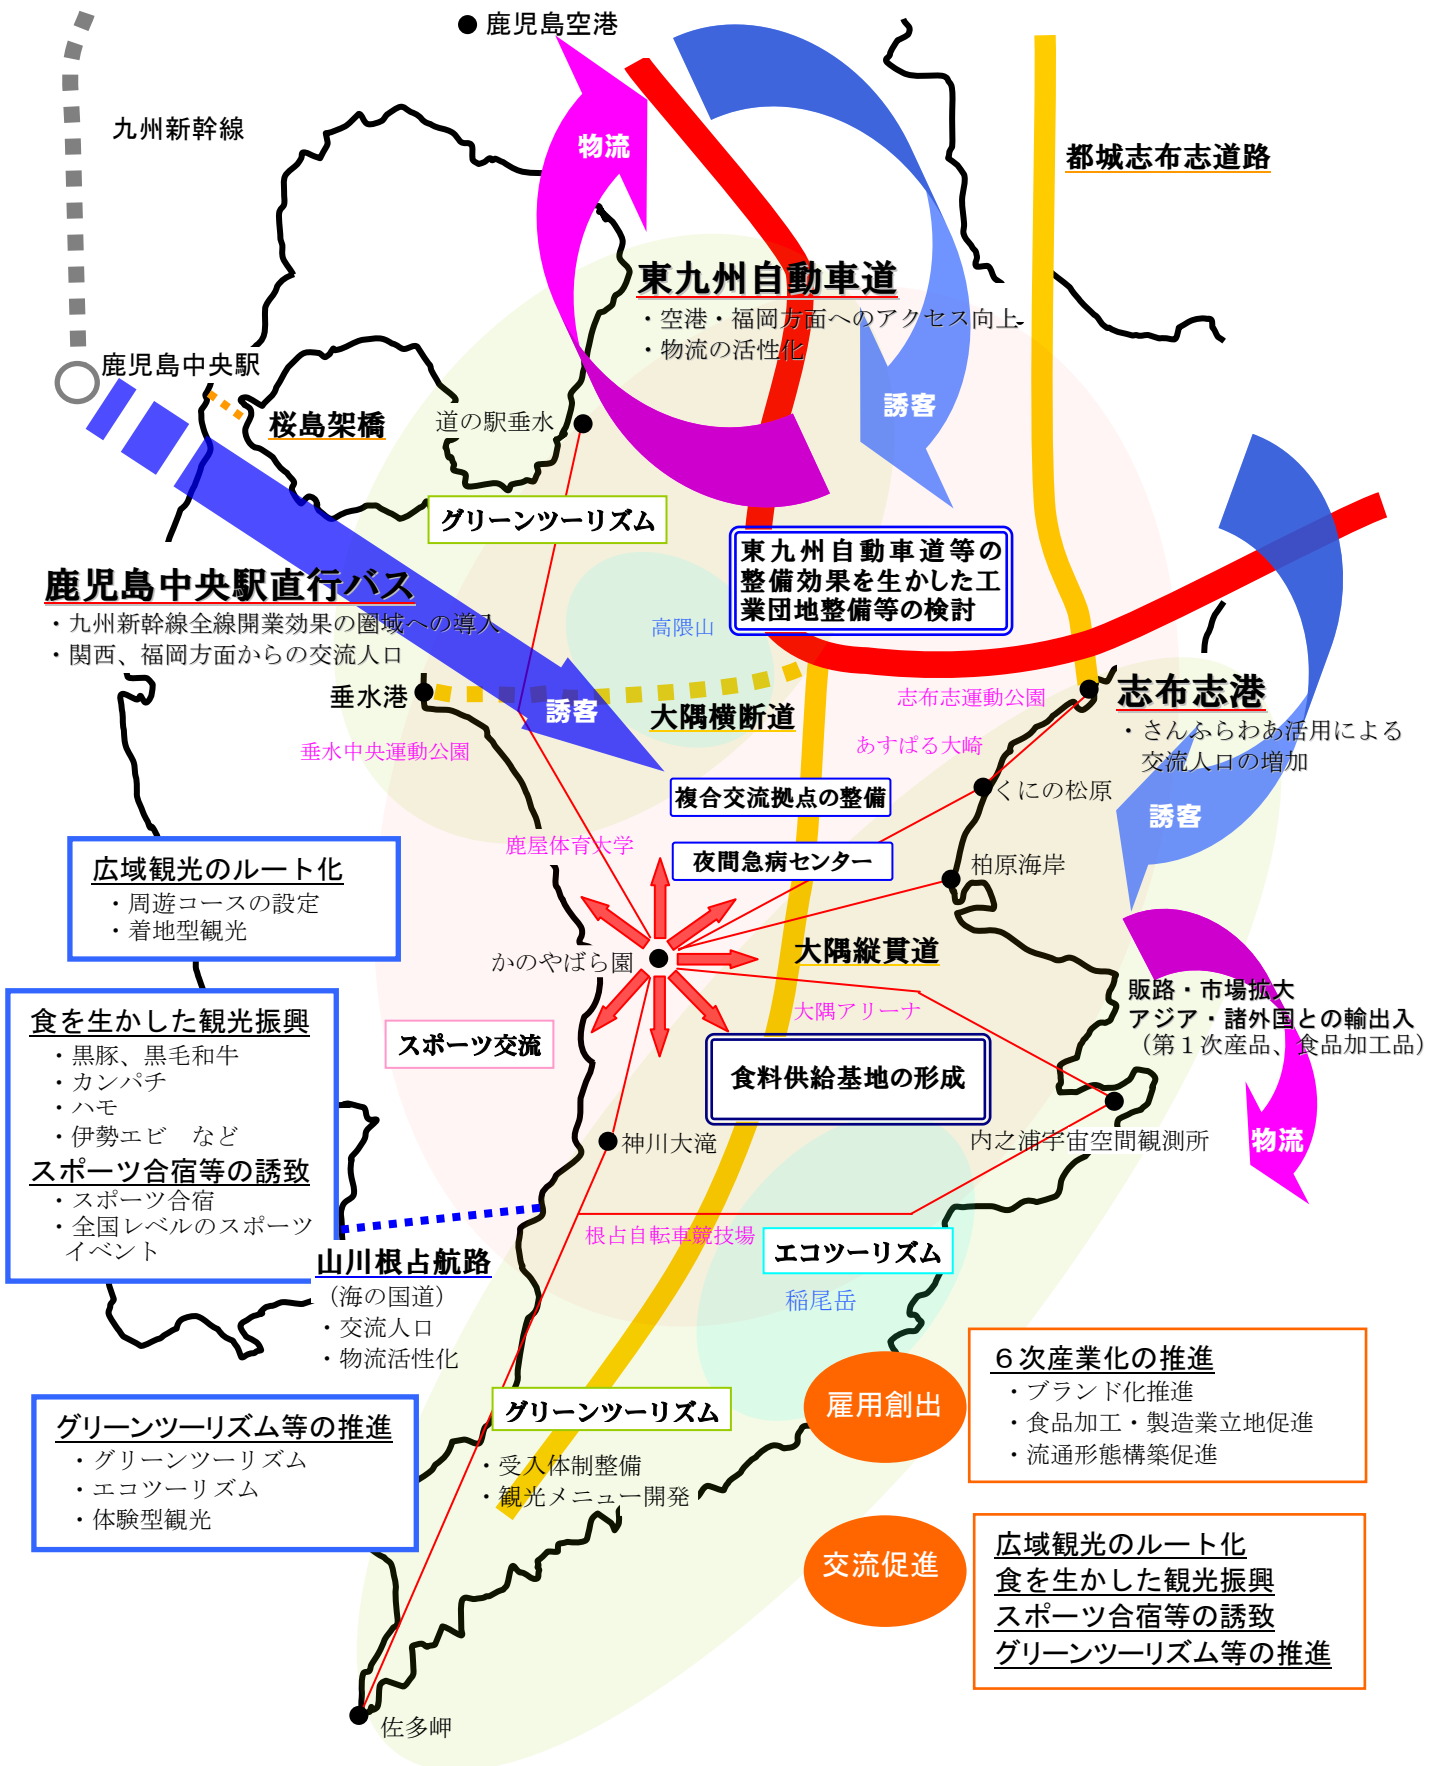 鹿児島空港
九州新幹線
物流
都城志布志道路
東九州自動車道
・空港・福岡方面へのアクセス向上
・物流の活性化
鹿児島中央駅
誘客
桜島架橋
道の駅垂水
グリーンツーリズム
東九州自動車道等の
整備効果を生かした工
業団地整備等の検討
鹿児島中央駅直行バス
・九州新幹線全線開業効果の圏域への導入
・関西、福岡方面からの交流人口
高隈山
垂水港
誘客
大隅横断道
志布志運動公園
志布志港
・さんふらわあ活用による
交流人口の増加
垂水中央運動公園
あすぱる大崎
複合交流拠点の整備
くにの松原
誘客
鹿屋体育大学
夜間急病センター
柏原海岸
広域観光のルート化
・周遊コースの設定
・着地型観光
かのやばら園
大隅縦貫道
大隅アリーナ
販路・市場拡大
アジア・諸外国との輸出入
（第１次産品、食品加工品）
食を生かした観光振興
・黒豚、黒毛和牛
・カンパチ
・ハモ
・伊勢エビ　など
スポーツ合宿等の誘致
・スポーツ合宿
・全国レベルのスポーツ
イベント
スポーツ交流
食料供給基地の形成
神川大滝
内之浦宇宙空間観測所
物流
根占自転車競技場
エコツーリズム
稲尾岳
山川根占航路
（海の国道）
・交流人口
・物流活性化
グリーンツーリズム
・受入体制整備
・観光メニュー開発
雇用創出
６次産業化の推進
・ブランド化推進
・食品加工・製造業立地促進
・流通形態構築促進
グリーンツーリズム等の推進
・グリーンツーリズム
・エコツーリズム
・体験型観光
交流促進
広域観光のルート化
食を生かした観光振興
スポーツ合宿等の誘致
グリーンツーリズム等の推進
佐多岬